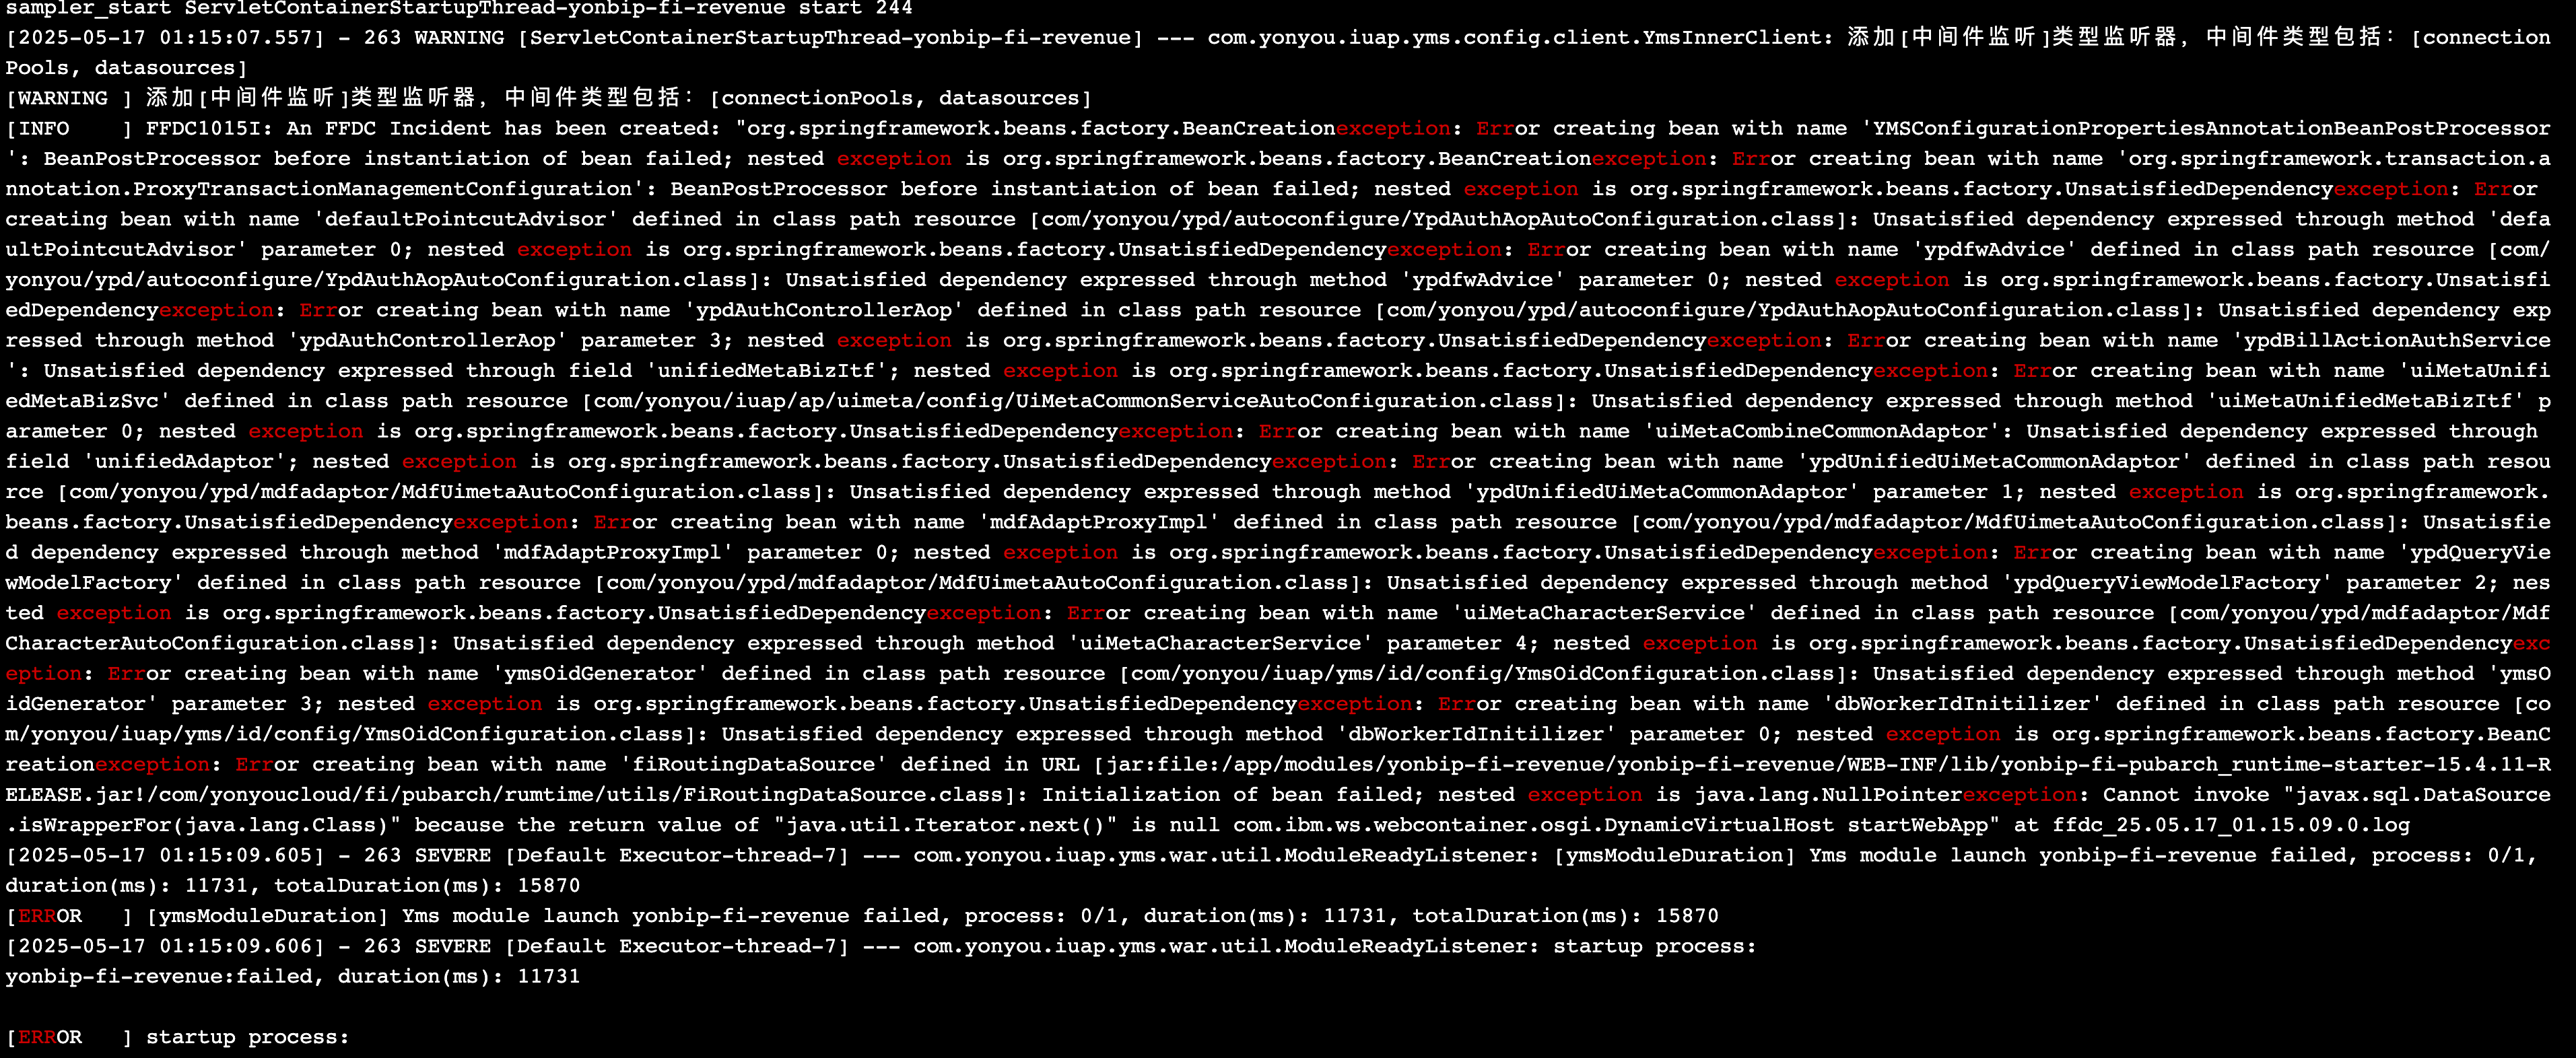 sampler_start ServletContainerStartupThread-yonbip-fi-revenue start 244
[2025-05-17 01:15:07.557] - 263 WARNING [ServletContainerStartupThread-yonbip-fi-revenue] --- com.yonyou.iuap.yms.config.client.YmsInnerClient: 添加[中间件监听]类型监听器, 中间件类型包括: [connection
Pools, datasources]
[WARNING ] 添加[中间件监听]类型监听器, 中间件类型包括: [connectionPools, datasources]
[INFO    ] FFDC1015I: An FFDC Incident has been created: "org.springframework.beans.factory.BeanCreationexception: Error creating bean with name 'YMSConfigurationPropertiesAnnotationBeanPostProcessor
': BeanPostProcessor before instantiation of bean failed; nested exception is org.springframework.beans.factory.BeanCreationexception: Error creating bean with name 'org.springframework.transaction.a
nnotation.ProxyTransactionManagementConfiguration': BeanPostProcessor before instantiation of bean failed; nested exception is org.springframework.beans.factory.UnsatisfiedDependencyexception: Error
creating bean with name 'defaultPointcutAdvisor' defined in class path resource [com/yonyou/ypd/autoconfigure/YpdAuthAopAutoConfiguration.class]: Unsatisfied dependency expressed through method 'defa
ultPointcutAdvisor' parameter 0; nested exception is org.springframework.beans.factory.UnsatisfiedDependencyexception: Error creating bean with name 'ypdfwAdvice' defined in class path resource [com/
yonyou/ypd/autoconfigure/YpdAuthAopAutoConfiguration.class]: Unsatisfied dependency expressed through method 'ypdfwAdvice' parameter 0; nested exception is org.springframework.beans.factory.Unsatisfi
edDependencyexception: Error creating bean with name 'ypdAuthControllerAop' defined in class path resource [com/yonyou/ypd/autoconfigure/YpdAuthAopAutoConfiguration.class]: Unsatisfied dependency exp
ressed through method 'ypdAuthControllerAop' parameter 3; nested exception is org.springframework.beans.factory.UnsatisfiedDependencyexception: Error creating bean with name 'ypdBillActionAuthService
': Unsatisfied dependency expressed through field 'unifiedMetaBizItf'; nested exception is org.springframework.beans.factory.UnsatisfiedDependencyexception: Error creating bean with name 'uiMetaUnifi
edMetaBizSvc' defined in class path resource [com/yonyou/iuap/ap/uimeta/config/UiMetaCommonServiceAutoConfiguration.class]: Unsatisfied dependency expressed through method 'uiMetaUnifiedMetaBizItf' p
arameter 0; nested exception is org.springframework.beans.factory.UnsatisfiedDependencyexception: Error creating bean with name 'uiMetaCombineCommonAdaptor': Unsatisfied dependency expressed through
field 'unifiedAdaptor'; nested exception is org.springframework.beans.factory.UnsatisfiedDependencyexception: Error creating bean with name 'ypdUnifiedUiMetaCommonAdaptor' defined in class path resou
rce [com/yonyou/ypd/mdfadaptor/MdfUimetaAutoConfiguration.class]: Unsatisfied dependency expressed through method 'ypdUnifiedUiMetaCommonAdaptor' parameter 1; nested exception is org.springframework.
beans.factory.UnsatisfiedDependencyexception: Error creating bean with name 'mdfAdaptProxyImpl' defined in class path resource [com/yonyou/ypd/mdfadaptor/MdfUimetaAutoConfiguration.class]: Unsatisfie
d dependency expressed through method 'mdfAdaptProxyImpl' parameter 0; nested exception is org.springframework.beans.factory.UnsatisfiedDependencyexception: Error creating bean with name 'ypdQueryVie
wModelFactory' defined in class path resource [com/yonyou/ypd/mdfadaptor/MdfUimetaAutoConfiguration.class]: Unsatisfied dependency expressed through method 'ypdQueryViewModelFactory' parameter 2; nes
ted exception is org.springframework.beans.factory.UnsatisfiedDependencyexception: Error creating bean with name 'uiMetaCharacterService' defined in class path resource [com/yonyou/ypd/mdfadaptor/Mdf
CharacterAutoConfiguration.class]: Unsatisfied dependency expressed through method 'uiMetaCharacterService' parameter 4; nested exception is org.springframework.beans.factory.UnsatisfiedDependencyexc
eption: Error creating bean with name 'ymsOidGenerator' defined in class path resource [com/yonyou/iuap/yms/id/config/YmsOidConfiguration.class]: Unsatisfied dependency expressed through method 'ymsO
idGenerator' parameter 3; nested exception is org.springframework.beans.factory.UnsatisfiedDependencyexception: Error creating bean with name 'dbWorkerIdInitilizer' defined in class path resource [co
m/yonyou/iuap/yms/id/config/YmsOidConfiguration.class]: Unsatisfied dependency expressed through method 'dbWorkerIdInitilizer' parameter 0; nested exception is org.springframework.beans.factory.BeanC
reationexception: Error creating bean with name 'fiRoutingDataSource' defined in URL [jar:file:/app/modules/yonbip-fi-revenue/yonbip-fi-revenue/WEB-INF/lib/yonbip-fi-pubarch_runtime-starter-15.4.11-R
ELEASE.jar!/com/yonyoucloud/fi/pubarch/rumtime/utils/FiRoutingDataSource.class]: Initialization of bean failed; nested exception is java.lang.NullPointerexception: Cannot invoke "javax.sql.DataSource
.isWrapperFor(java.lang.Class)" because the return value of "java.util.Iterator.next()" is null com.ibm.ws.webcontainer.osgi.DynamicVirtualHost startWebApp" at ffdc_25.05.17_01.15.09.0.log
[2025-05-17 01:15:09.605] - 263 SEVERE [Default Executor-thread-7] --- com.yonyou.iuap.yms.war.util.ModuleReadyListener: [ymsModuleDuration] Yms module launch yonbip-fi-revenue failed, process: 0/1,
duration(ms): 11731, totalDuration(ms): 15870
[ERROR   ] [ymsModuleDuration] Yms module launch yonbip-fi-revenue failed, process: 0/1, duration(ms): 11731, totalDuration(ms): 15870
[2025-05-17 01:15:09.606] - 263 SEVERE [Default Executor-thread-7] --- com.yonyou.iuap.yms.war.util.ModuleReadyListener: startup process:
yonbip-fi-revenue:failed, duration(ms): 11731
[ERROR   ] startup process: